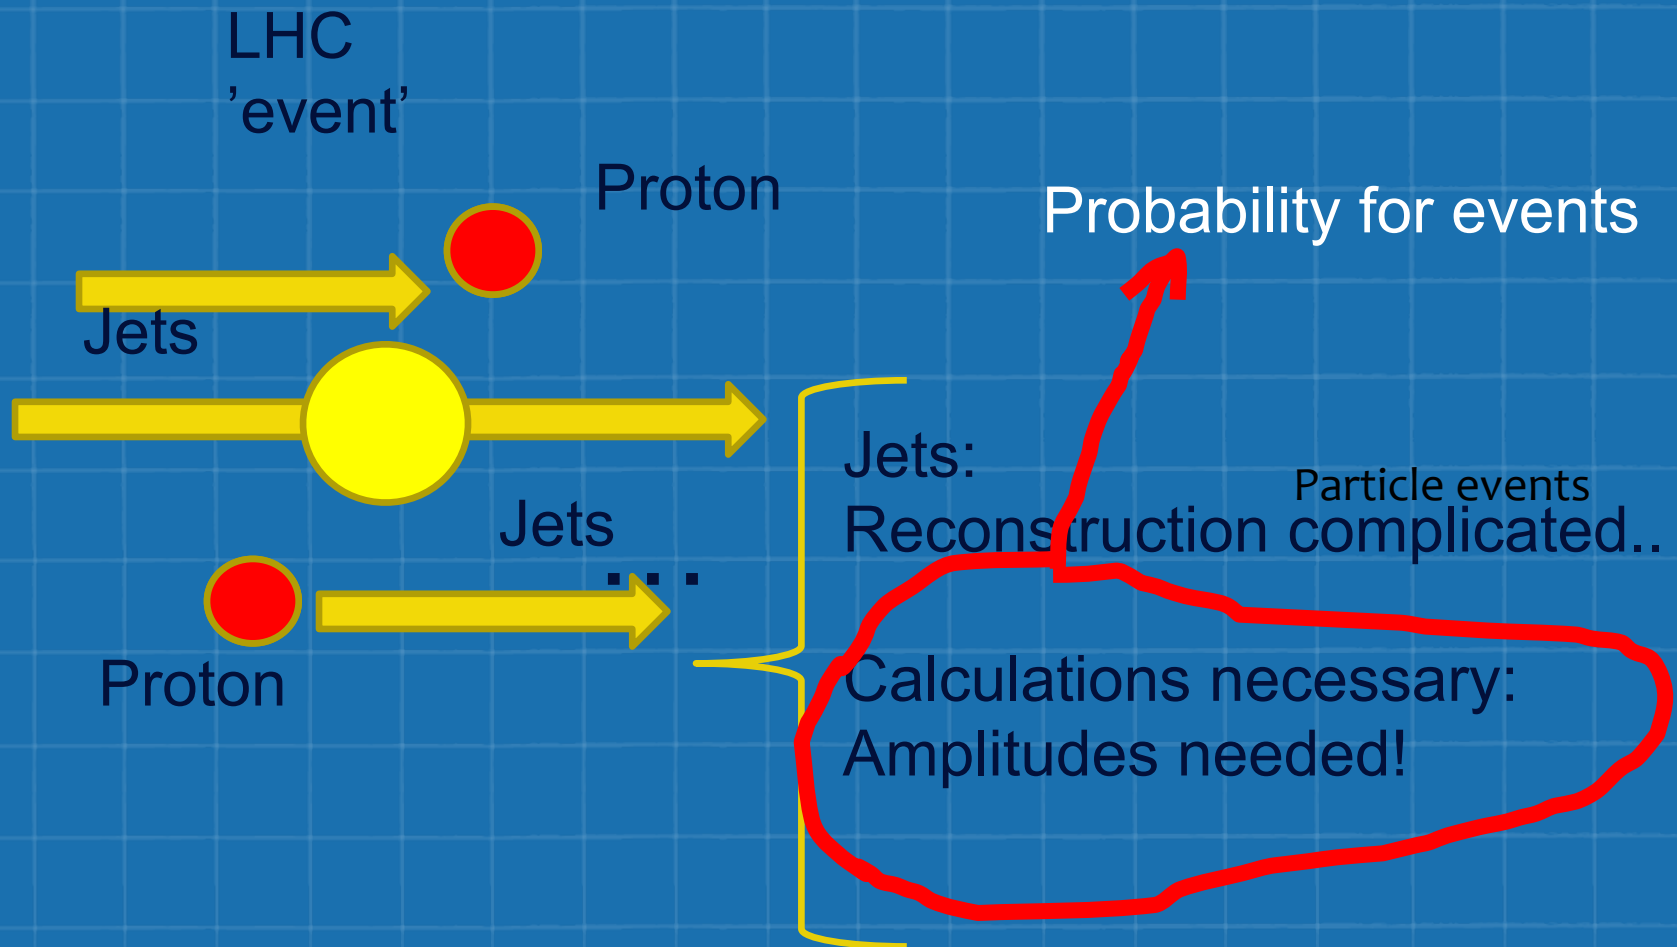 LHC
’event’
Proton
Probability for events
Jets
Jets:
Particle events
Reconstruction complicated..
Jets
...
Proton
Calculations necessary:
Amplitudes needed!